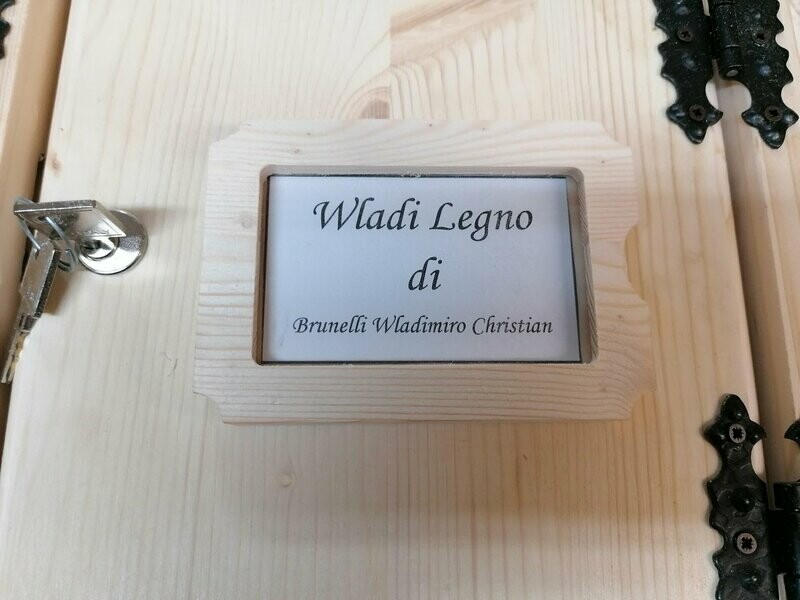 Wladi Legno
di
Brunelli Wladimiro Christian